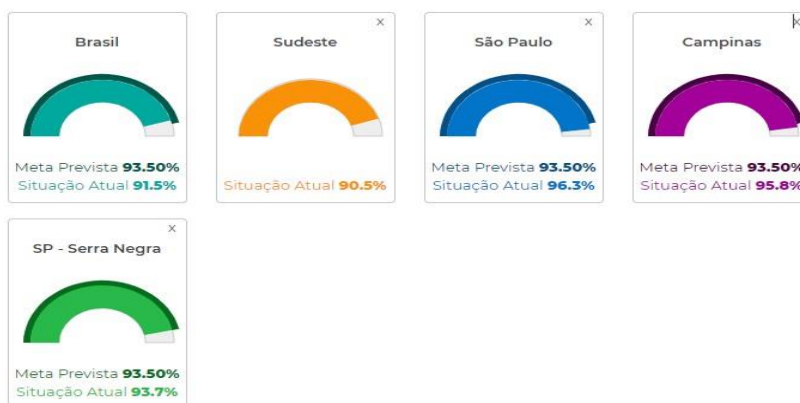 Brasil
Meta Prevista 93.50%
Situação Atual 91.5%
x
Sudeste
Situação Atual 90.5%
x
São Paulo
Meta Prevista 93.50%
Situação Atual 96.3%
x
Campinas
Meta Prevista 93.50%
Situação Atual 95.8%
x
SP - Serra Negra
Meta Prevista 93.50%
Situação Atual 93.7%